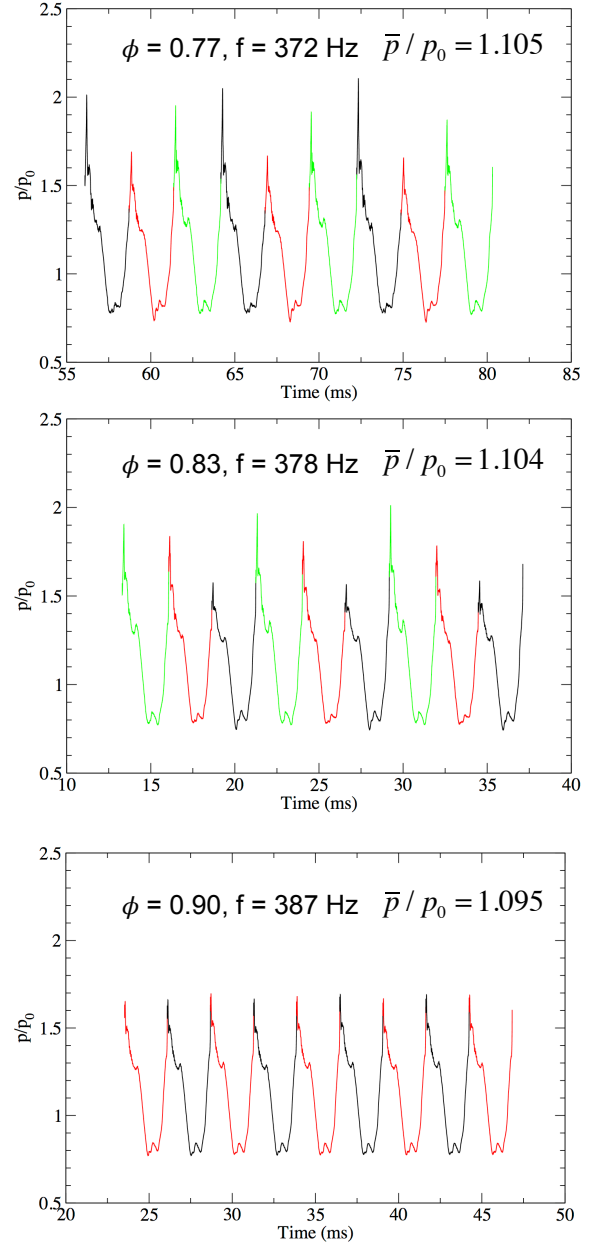 ϕ = 0.77, f = 372 Hz p̅ / p₀ = 1.105
2.5
2
1.5
1
0.5
p/p₀
55 60 65 70 75 80 85
Time (ms)
ϕ = 0.83, f = 378 Hz p̅ / p₀ = 1.104
2.5
2
1.5
1
0.5
p/p₀
10 15 20 25 30 35 40
Time (ms)
ϕ = 0.90, f = 387 Hz p̅ / p₀ = 1.095
2.5
2
1.5
1
0.5
p/p₀
20 25 30 35 40 45 50
Time (ms)